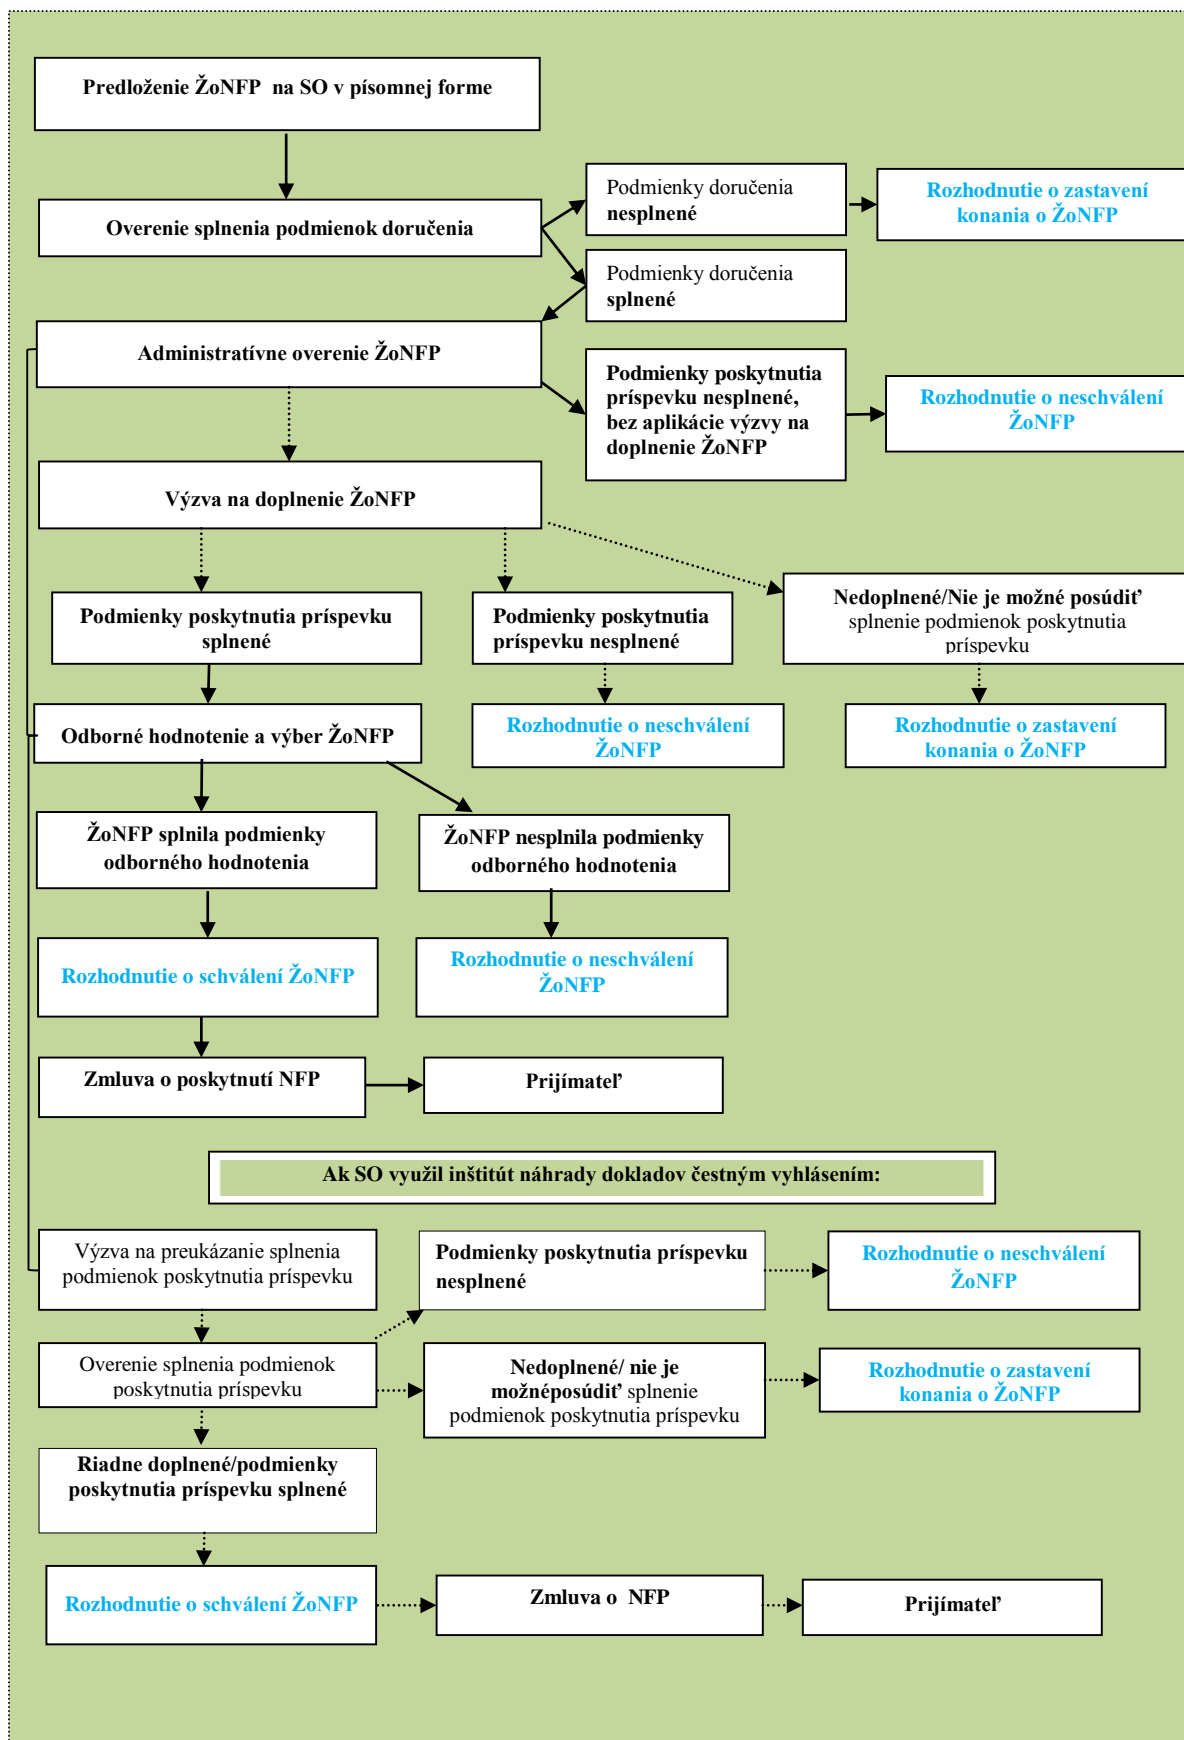 Predloženie ŽoNFP na SO v písomnej forme
Podmienky doručenia
nesplnené
Rozhodnutie o zastavení
konania o ŽoNFP
Overenie splnenia podmienok doručenia
Podmienky doručenia
splnené
Administratívne overenie ŽoNFP
Podmienky poskytnutia
príspevku nesplnené,
bez aplikácie výzvy na
doplnenie ŽoNFP
Rozhodnutie o neschválení
ŽoNFP
Výzva na doplnenie ŽoNFP
Podmienky poskytnutia príspevku
splnené
Podmienky poskytnutia
príspevku nesplnené
Nedoplnené/Nie je možné posúdiť
splnenie podmienok poskytnutia
príspevku
Odborné hodnotenie a výber ŽoNFP
Rozhodnutie o neschválení
ŽoNFP
Rozhodnutie o zastavení
konania o ŽoNFP
ŽoNFP splnila podmienky
odborného hodnotenia
ŽoNFP nesplnila podmienky
odborného hodnotenia
Rozhodnutie o schválení ŽoNFP
Rozhodnutie o neschválení
ŽoNFP
Zmluva o poskytnutí NFP
Prijímateľ
Ak SO využil inštitút náhrady dokladov čestným vyhlásením:
Výzva na preukázanie splnenia
podmienok poskytnutia príspevku
Podmienky poskytnutia príspevku
nesplnené
Rozhodnutie o neschválení
ŽoNFP
Overenie splnenia podmienok
poskytnutia príspevku
Nedoplnené/ nie je
možnéposúdiť splnenie
podmienok poskytnutia príspevku
Rozhodnutie o zastavení
konania o ŽoNFP
Riadne doplnené/podmienky
poskytnutia príspevku splnené
Rozhodnutie o schválení ŽoNFP
Zmluva o NFP
Prijímateľ